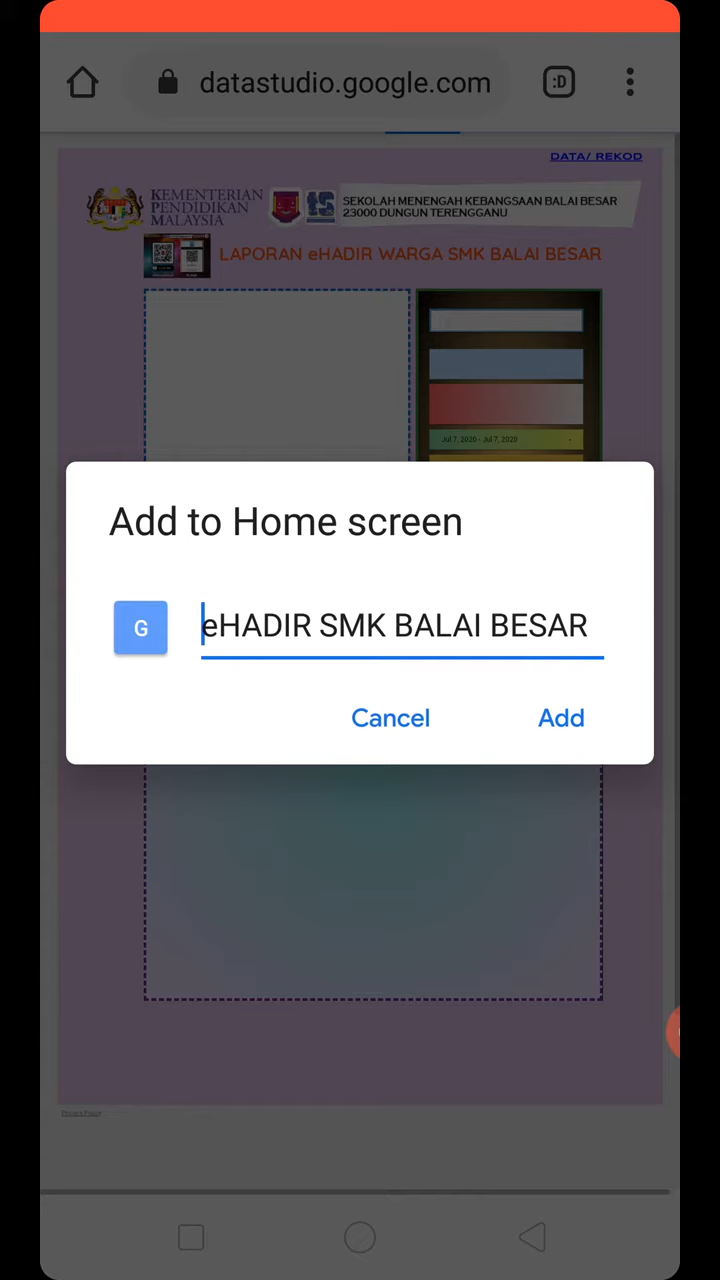 datastudio.google.com
:D
DATA/ REKOD
KEMENTERIAN
PENDIDIKAN
MALAYSIA
SEKOLAH MENENGAH KEBANGSAAN BALAI BESAR
23000 DUNGUN TERENGGANU
LAPORAN eHADIR WARGA SMK BALAI BESAR
Jul 7, 2020 - Jul 7, 2020
Add to Home screen
G
eHADIR SMK BALAI BESAR
Cancel
Add
Privacy Policy